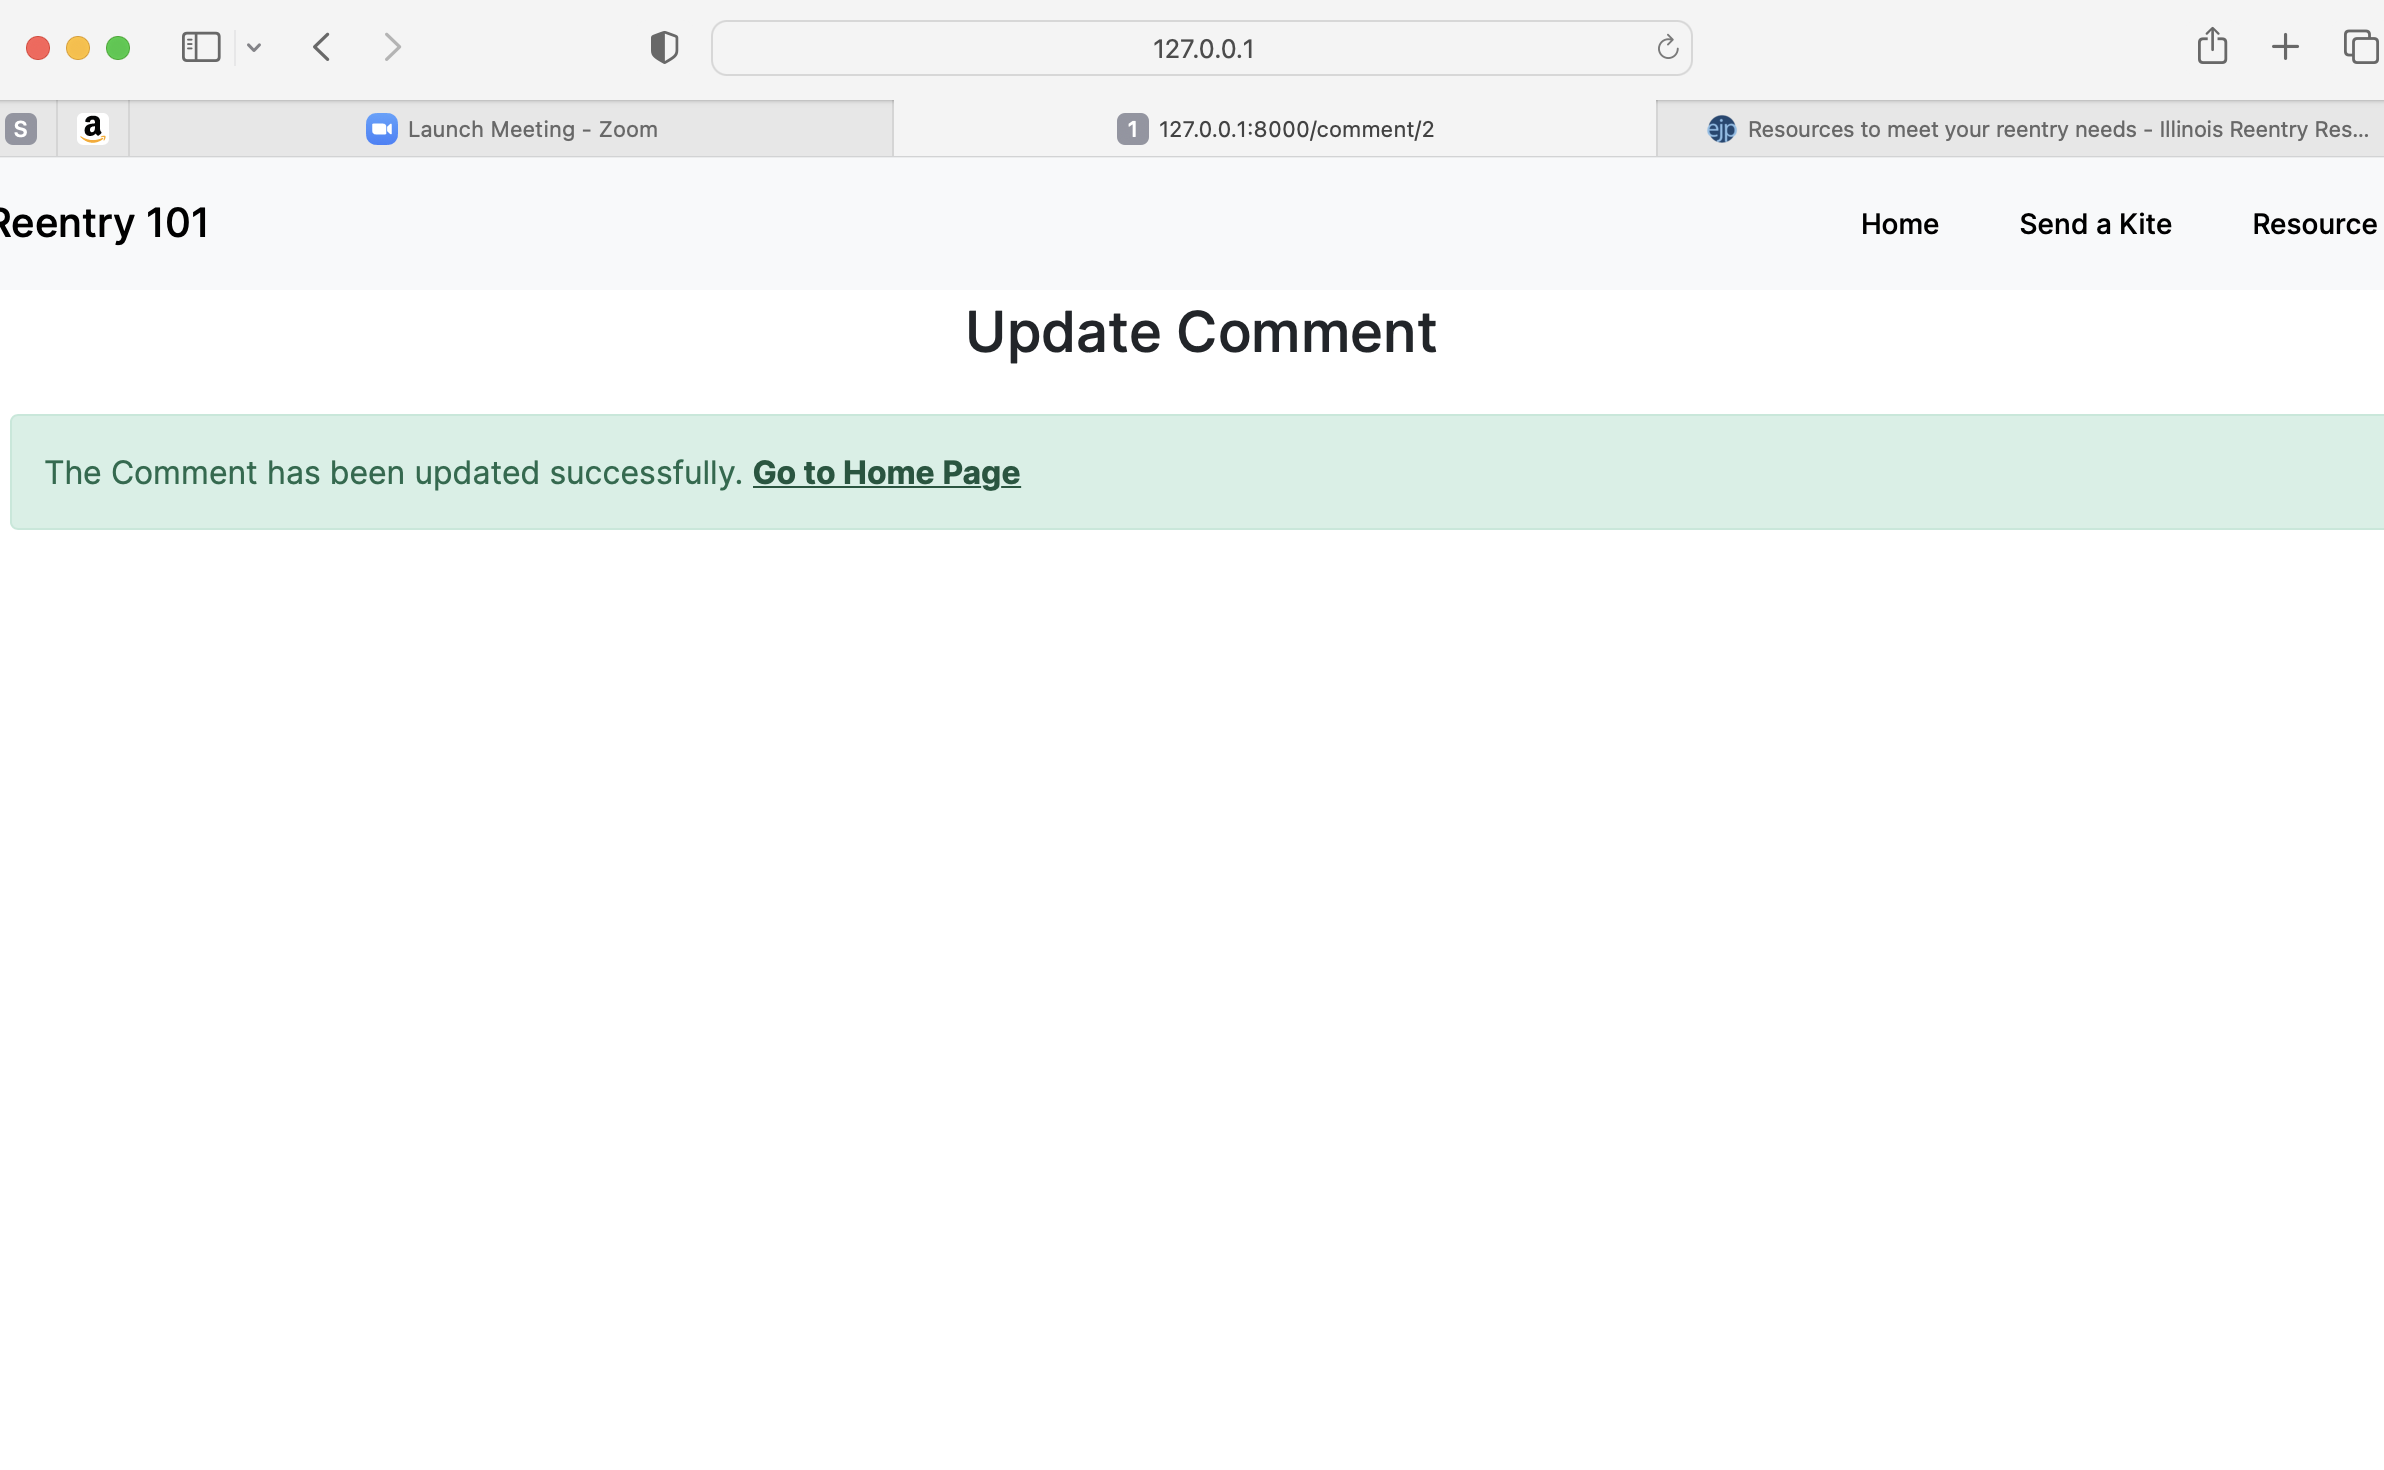 127.0.0.1
S
a
Launch Meeting - Zoom
1
127.0.0.1:8000/comment/2
ejp
Resources to meet your reentry needs - Illinois Reentry Res...
Reentry 101
Home
Send a Kite
Resource
Update Comment
The Comment has been updated successfully. Go to Home Page